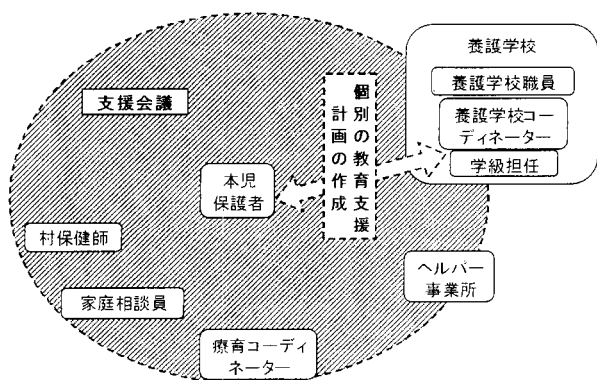 養護学校
養護学校職員
養護学校コー
ディネーター
学級担任
支援会議
個別の教育支援
計画の作成
本児
保護者
村保健師
家庭相談員
療育コーディ
ネーター
ヘルパー
事業所